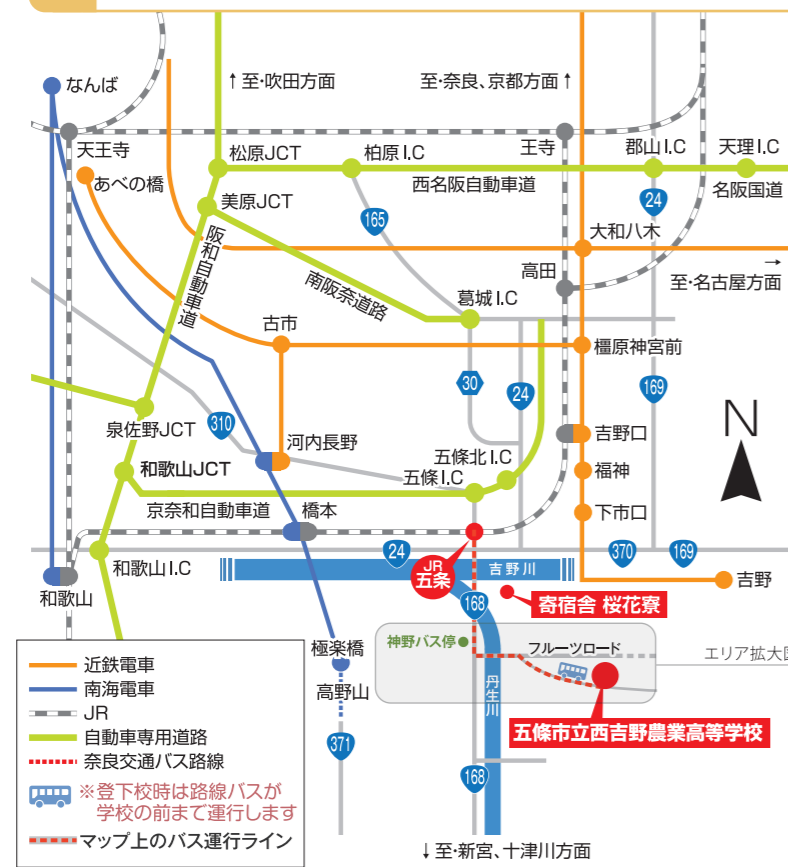 なんば
↑至・吹田方面
至・奈良、京都方面↑
天王寺
松原JCT
柏原I.C
王寺
郡山I.C
天理I.C
あべの橋
西名阪自動車道
名阪国道
美原JCT
165
24
阪和自動車道
大和八木
南阪奈道路
高田
→
至・名古屋方面
葛城I.C
古市
橿原神宮前
30
24
169
泉佐野JCT
310
河内長野
吉野口
N
和歌山JCT
五條北I.C
五條I.C
福神
京奈和自動車道
橋本
下市口
和歌山I.C
24
370
169
JR
五条
吉野川
吉野
和歌山
168
寄宿舎 桜花寮
極楽橋
神野バス停
フルーツロード
エリア拡大図
高野山
丹生川
371
五條市立西吉野農業高等学校
168
↓至・新宮、十津川方面
近鉄電車
南海電車
JR
自動車専用道路
奈良交通バス路線
※登下校時は路線バスが
学校の前まで運行します
マップ上のバス運行ライン